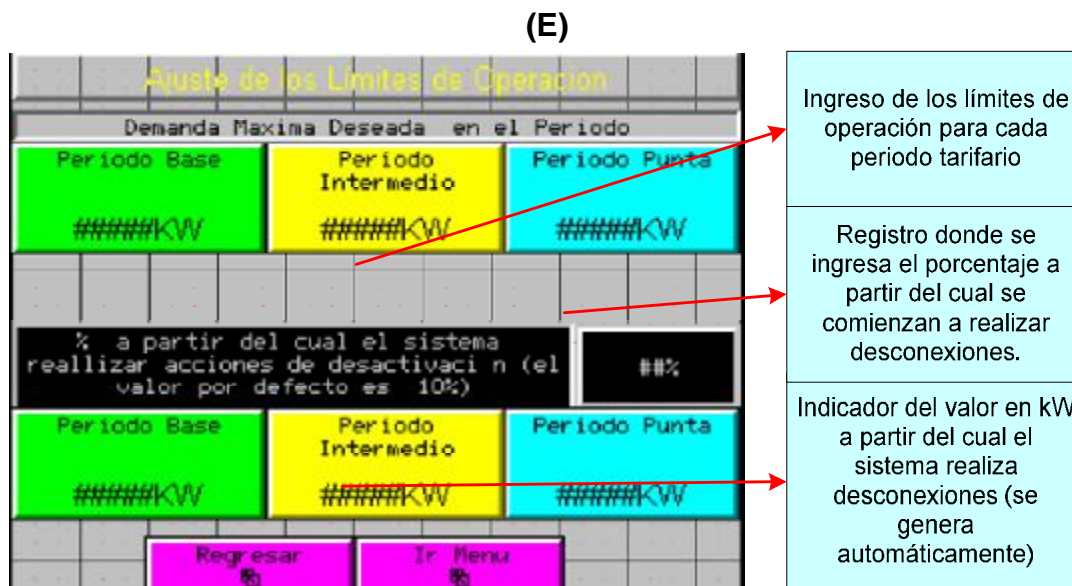 (E)
Ajuste de los Límites de Operación
Demanda Maxima Deseada en el Periodo
Periodo Base
Periodo
Intermedio
Periodo Punta
#####KW
#####KW
#####KW
% a partir del cual el sistema
reallizar acciones de desactivaci n (el
valor por defecto es 10%)
##%
Periodo Base
Periodo
Intermedio
Periodo Punta
#####KW
#####KW
#####KW
Regresar
Ir Menu
Ingreso de los límites de
operación para cada
periodo tarifario
Registro donde se
ingresa el porcentaje a
partir del cual se
comienzan a realizar
desconexiones.
Indicador del valor en kW
a partir del cual el
sistema realiza
desconexiones (se
genera
automáticamente)